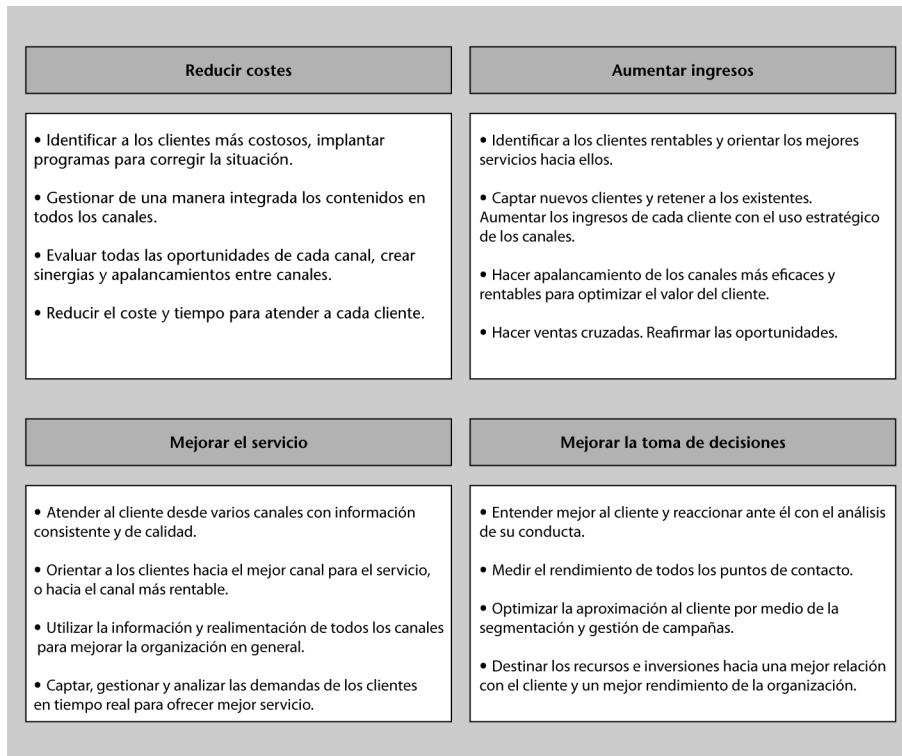 Reducir costes
• Identificar a los clientes más costosos, implantar
programas para corregir la situación.
• Gestionar de una manera integrada los contenidos en
todos los canales.
• Evaluar todas las oportunidades de cada canal, crear
sinergias y apalancamientos entre canales.
• Reducir el coste y tiempo para atender a cada cliente.
Aumentar ingresos
• Identificar a los clientes rentables y orientar los mejores
servicios hacia ellos.
• Captar nuevos clientes y retener a los existentes.
Aumentar los ingresos de cada cliente con el uso estratégico
de los canales.
• Hacer apalancamiento de los canales más eficaces y
rentables para optimizar el valor del cliente.
• Hacer ventas cruzadas. Reafirmar las oportunidades.
Mejorar el servicio
• Atender al cliente desde varios canales con información
consistente y de calidad.
• Orientar a los clientes hacia el mejor canal para el servicio,
o hacia el canal más rentable.
• Utilizar la información y realimentación de todos los canales
para mejorar la organización en general.
• Captar, gestionar y analizar las demandas de los clientes
en tiempo real para ofrecer mejor servicio.
Mejorar la toma de decisiones
• Entender mejor al cliente y reaccionar ante él con el análisis
de su conducta.
• Medir el rendimiento de todos los puntos de contacto.
• Optimizar la aproximación al cliente por medio de la
segmentación y gestión de campañas.
• Destinar los recursos e inversiones hacia una mejor relación
con el cliente y un mejor rendimiento de la organización.